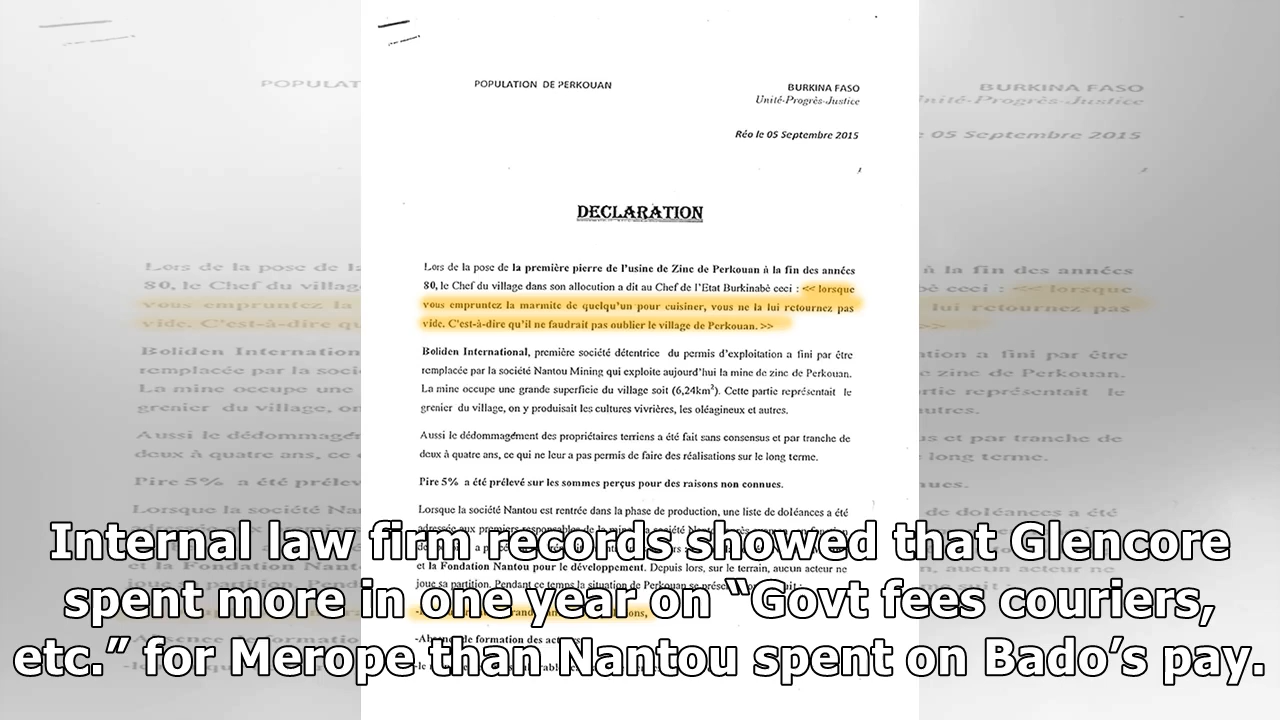 POPULATION DE PERKOUAN
BURKINA FASO
Unité-Progrès-Justice
Réo le 05 Septembre 2015
DECLARATION
Lors de la pose de la première pierre de l'usine de Zinc de Perkouan à la fin des années
80, le Chef du village dans son allocution a dit au Chef de l'Etat Burkinabè ceci : << lorsque
vous empruntez la marmite de quelqu'un pour cuisiner, vous ne la lui retournez pas
vide. C'est-à-dire qu'il ne faudrait pas oublier le village de Perkouan. >>
Boliden International, première société détentrice du permis d'exploitation a fini par être
remplacée par la société Nantou Mining qui exploite aujourd'hui la mine de zinc de Perkouan.
La mine occupe une grande superficie du village soit (6,24km²). Cette partie représentait le
grenier du village, on y produisait les cultures vivrières, les oléagineux et autres.
Aussi le dédommagément des propriétaires terriens a été fait sans consensus et par tranche de
deux à quatre ans, ce qui ne leur a pas permis de faire des réalisations sur le long terme.
Pire 5% a été prélevé sur les sommes perçus pour des raisons non connues.
Lorsque la société Nantou est rentrée dans la phase de production, une liste de doléances a été
adressée aux premiers responsables de la
et la Fondation Nantou pour le développement. Depuis lors, sur le terrain, aucun acteur ne
joue sa partition. Pendant ce temps la situation de Perkouan se
-Absence de formation des
Internal law firm records showed that Glencore
spent more in one year on “Govt fees couriers,
etc.” for Merope than Nantou spent on Bado’s pay.